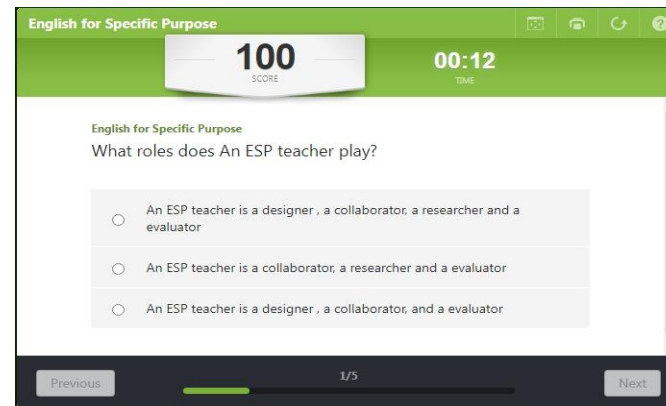 English for Specific Purpose
100
SCORE
00:12
TIME
English for Specific Purpose
What roles does An ESP teacher play?
An ESP teacher is a designer , a collaborator, a researcher and a
evaluator
An ESP teacher is a collaborator, a researcher and a evaluator
An ESP teacher is a designer , a collaborator, and a evaluator
Previous
1/5
Next